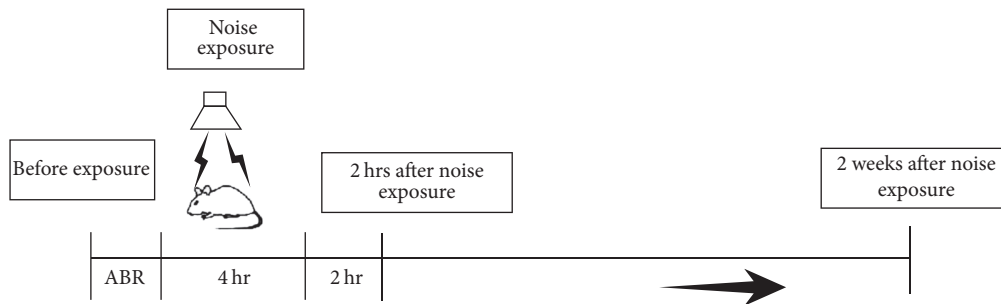 Noise
exposure
Before exposure
2 hrs after noise
exposure
2 weeks after noise
exposure
ABR
4 hr
2 hr